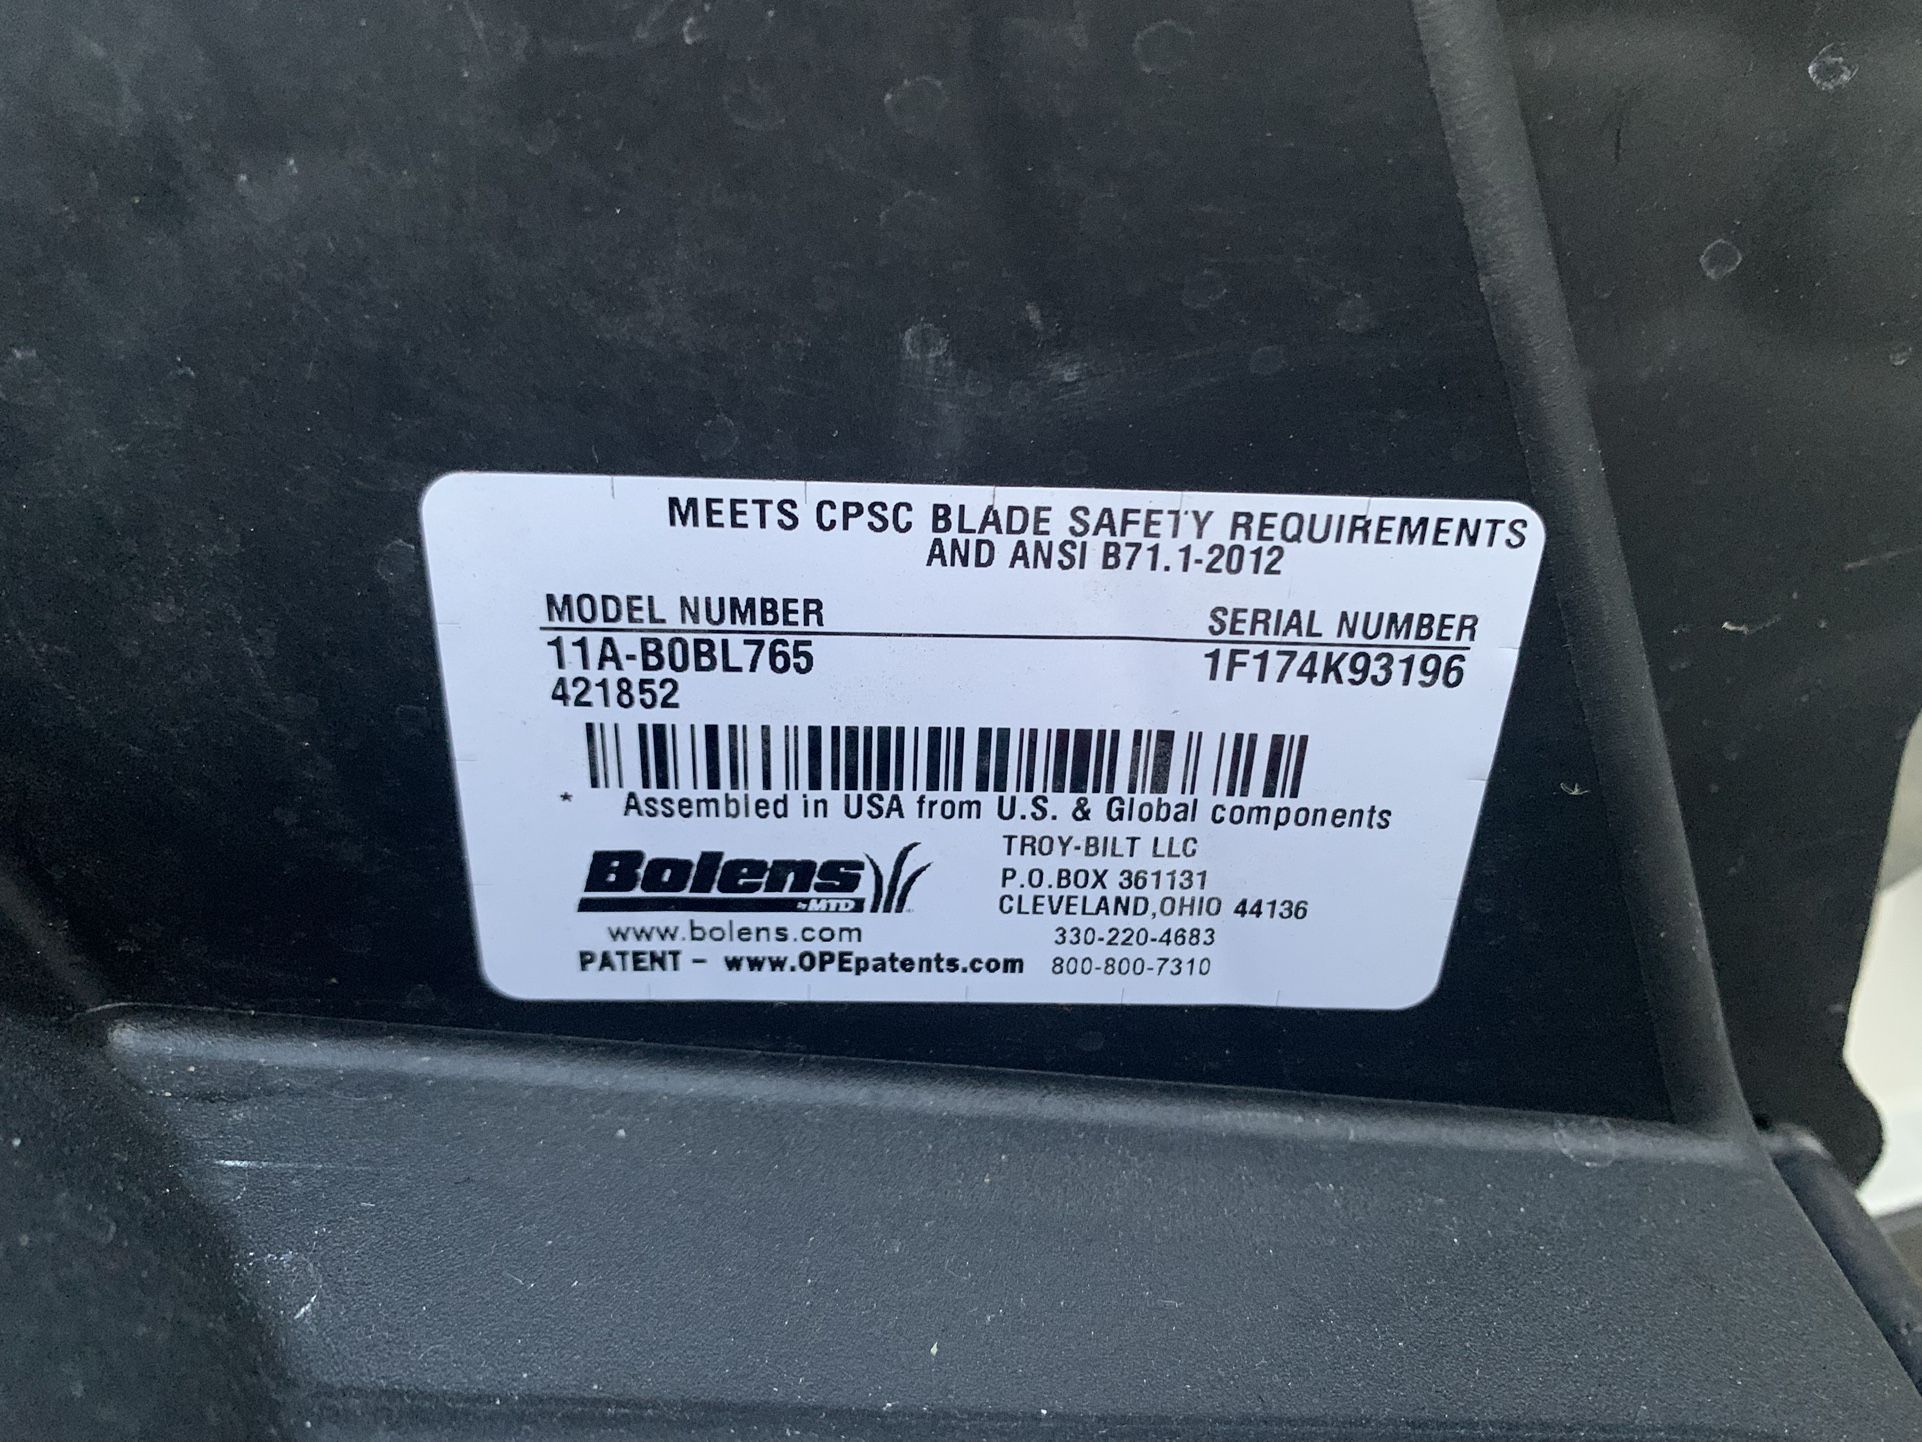 MEETS CPSC BLADE SAFETY REQUIREMENTS
AND ANSI B71.1-2012
MODEL NUMBER SERIAL NUMBER
11A-B0BL765 1F174K93196
421852
* Assembled in USA from U.S. & Global components
Bolens
by MTD
www.bolens.com
PATENT - www.OPEpatents.com
TROY-BILT LLC
P.O.BOX 361131
CLEVELAND,OHIO 44136
330-220-4683
800-800-7310